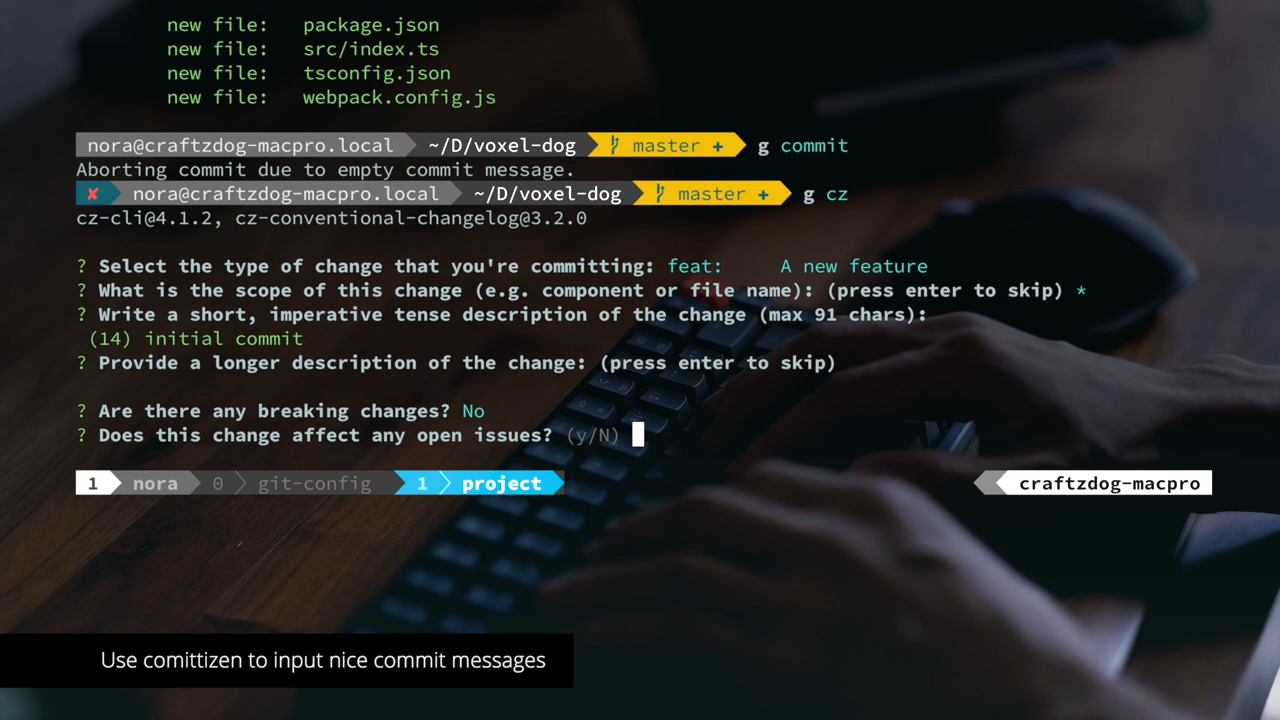 new file: package.json
new file: src/index.ts
new file: tsconfig.json
new file: webpack.config.js
nora@craftzdog-macpro.local ~/D/voxel-dog master + g commit
Aborting commit due to empty commit message.
✘ nora@craftzdog-macpro.local ~/D/voxel-dog master + g cz
cz-cli@4.1.2, cz-conventional-changelog@3.2.0
? Select the type of change that you're committing: feat: A new feature
? What is the scope of this change (e.g. component or file name): (press enter to skip) *
? Write a short, imperative tense description of the change (max 91 chars):
(14) initial commit
? Provide a longer description of the change: (press enter to skip)
? Are there any breaking changes? No
? Does this change affect any open issues? (y/N)
1 nora 0 git-config 1 project craftzdog-macpro
Use comittizen to input nice commit messages